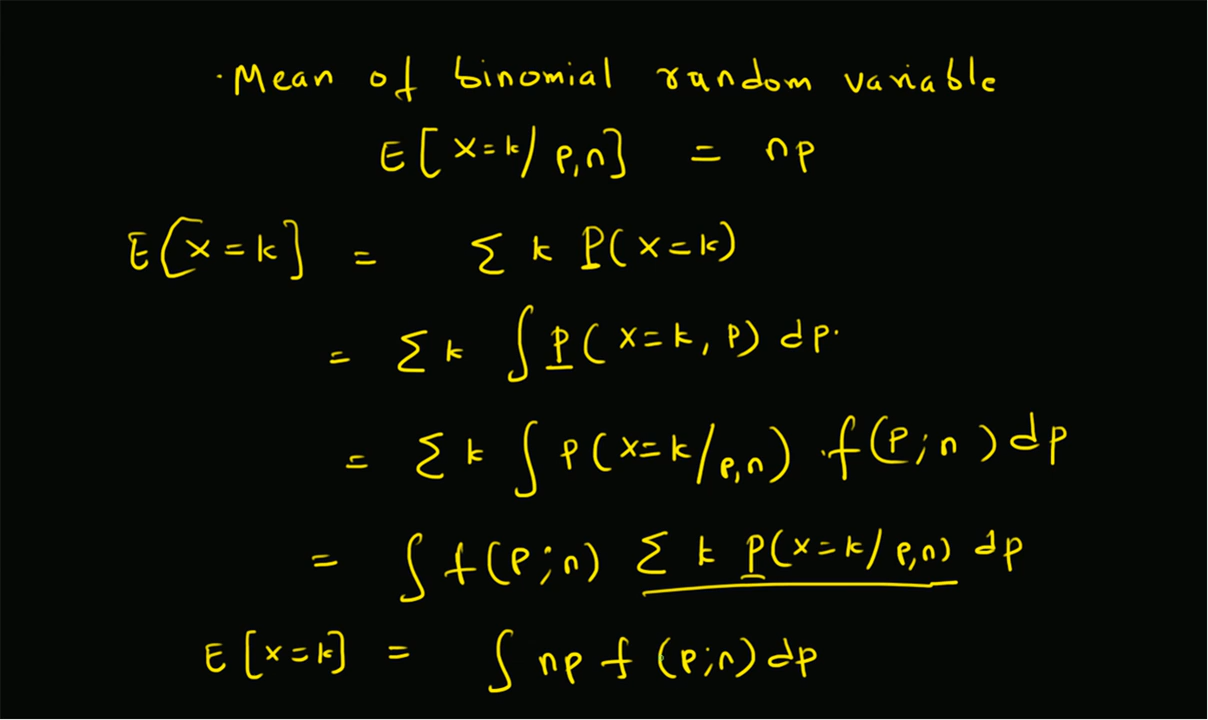 · Mean of binomial random variable
E[X=k/p,n] = np
E[X=k] = Σ k P(X=k)
= Σ k ∫ P(X=k, p) dp.
= Σ k ∫ P(X=k/p,n) . f(p;n) dp
= ∫ f(p;n) Σ k P(X=k/p,n) dp
E[X=k] = ∫ np f(p;n) dp